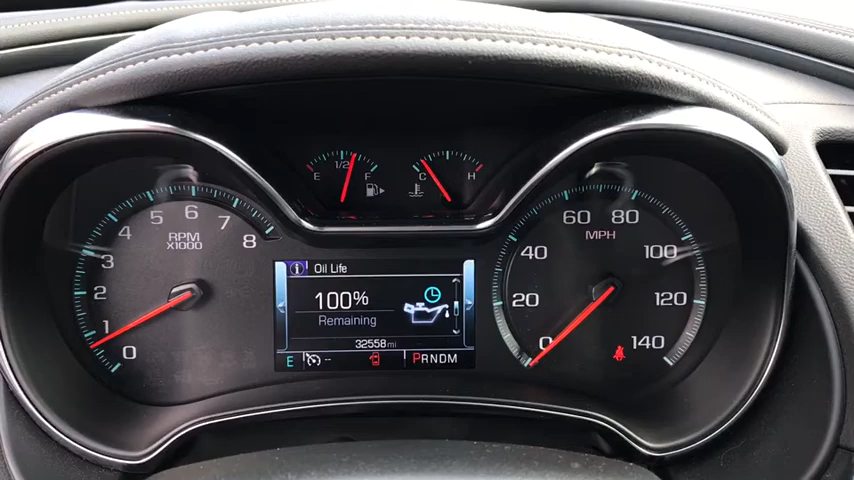 E 1/2 F
C H
0 1 2 3 4 5 6 7 8
RPM
X1000
Oil Life
100%
Remaining
32558 mi
E -- PRNDM
0 20 40 60 80 100 120 140
MPH